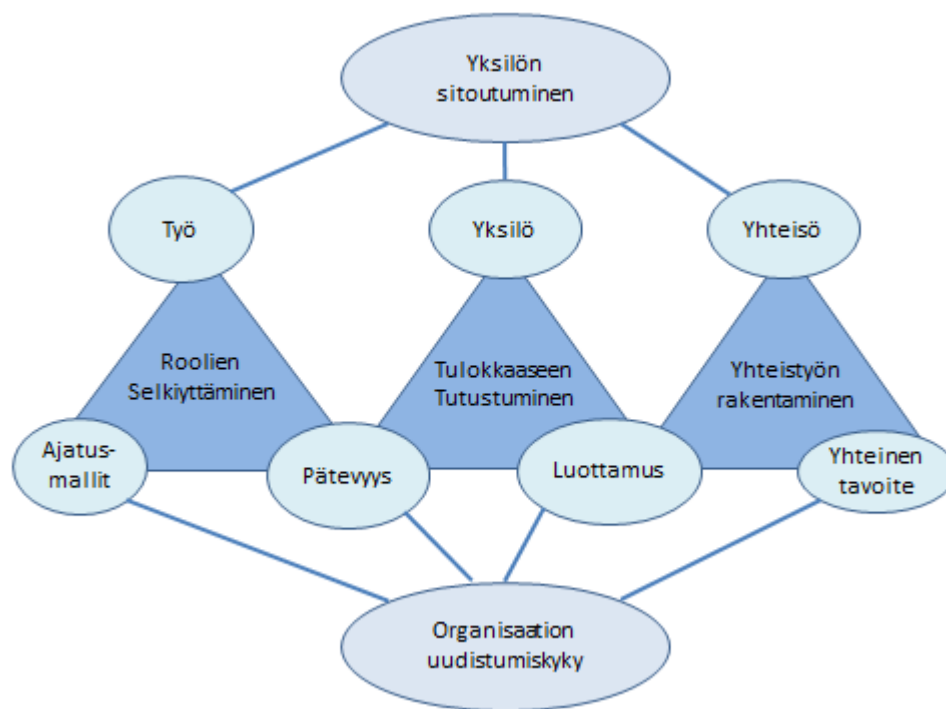 Yksilön
sitoutuminen
Työ
Yksilö
Yhteisö
Roolien
Selkiyttäminen
Tulokkaaseen
Tutustuminen
Yhteistyön
rakentaminen
Ajatus-
mallit
Pätevyys
Luottamus
Yhteinen
tavoite
Organisaation
uudistumiskyky